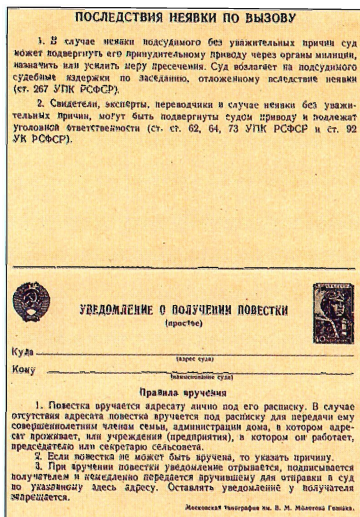 ПОСЛЕДСТВИЯ НЕЯВКИ ПО ВЫЗОВУ
1. В случае неявки подсудимого без уважительных причин суд
может подвергнуть его принудительному приводу через органы милиции,
назначить или усилить меру пресечения. Суд возлагает на подсудимого
судебные издержки по заседанию, отложенному вследствие неявки
(ст. 267 УПК РСФСР).
2. Свидетели, эксперты, переводчики в случае неявки без уважи-
тельных причин, могут быть подвергнуты судом приводу и подлежат
уголовной ответственности (ст. ст. 62, 64, 73 УПК РСФСР и ст. 92
УК РСФСР).
УВЕДОМЛЕНИЕ О ПОЛУЧЕНИИ ПОВЕСТКИ
(простое)
Куда
(адрес суда)
Кому
(наименование суда)
Правила вручения
1. Повестка вручается адресату лично под его расписку. В случае
отсутствия адресата повестка вручается под расписку для передачи ему
совершеннолетним членам семьи, администрации дома, в котором адре-
сат проживает, или учреждения (предприятия), в котором он работает,
председателю или секретарю сельсовета.
2. Если повестка не может быть вручена, то указать причину.
3. При вручении повестки уведомление отрывается, подписывается
получателем и немедленно передается вручившему для отправки в суд
по указанному здесь адресу. Оставлять уведомление у получателя
запрещается.
Московская типография им. В. М. Молотова Гознака.